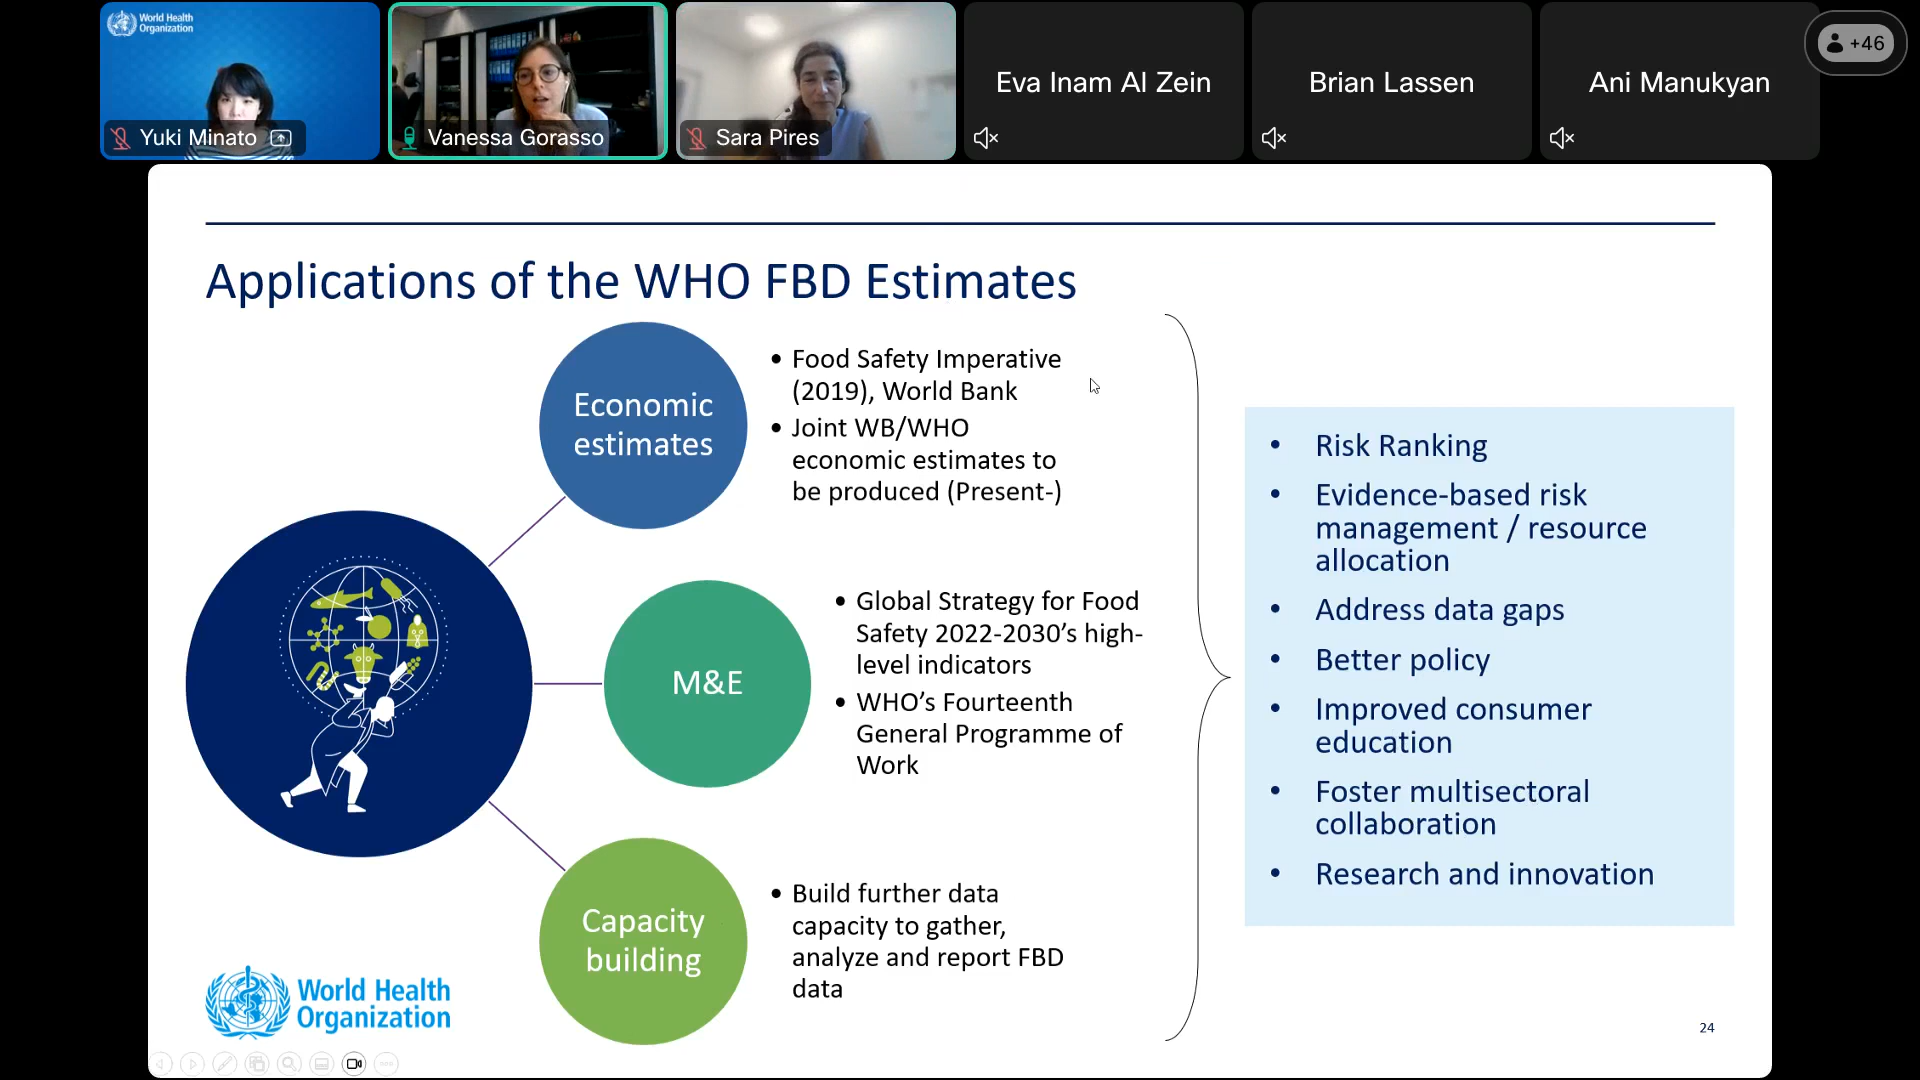 World Health
Organization
Yuki Minato
Vanessa Gorasso
Sara Pires
Eva Inam Al Zein
Brian Lassen
Ani Manukyan
+46
Applications of the WHO FBD Estimates
Economic
estimates
• Food Safety Imperative
(2019), World Bank
• Joint WB/WHO
economic estimates to
be produced (Present-)
M&E
• Global Strategy for Food
Safety 2022-2030’s high-
level indicators
• WHO’s Fourteenth
General Programme of
Work
Capacity
building
• Build further data
capacity to gather,
analyze and report FBD
data
• Risk Ranking
• Evidence-based risk
management / resource
allocation
• Address data gaps
• Better policy
• Improved consumer
education
• Foster multisectoral
collaboration
• Research and innovation
World Health
Organization
24